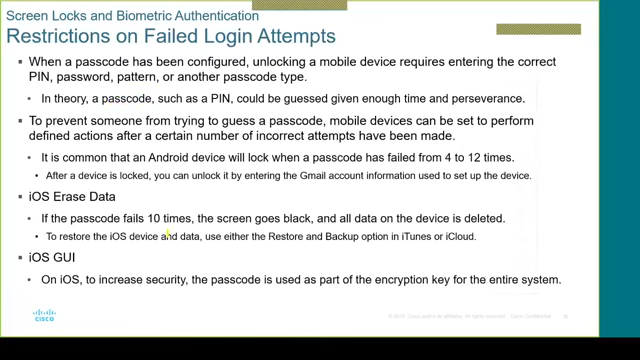 Screen Locks and Biometric Authentication
Restrictions on Failed Login Attempts
When a passcode has been configured, unlocking a mobile device requires entering the correct
PIN, password, pattern, or another passcode type.
In theory, a passcode, such as a PIN, could be guessed given enough time and perseverance.
To prevent someone from trying to guess a passcode, mobile devices can be set to perform
defined actions after a certain number of incorrect attempts have been made.
It is common that an Android device will lock when a passcode has failed from 4 to 12 times.
After a device is locked, you can unlock it by entering the Gmail account information used to set up the device.
iOS Erase Data
If the passcode fails 10 times, the screen goes black, and all data on the device is deleted.
To restore the iOS device and data, use either the Restore and Backup option in iTunes or iCloud.
iOS GUI
On iOS, to increase security, the passcode is used as part of the encryption key for the entire system.
CISCO
Cisco and/or its affiliates. All rights reserved. Cisco Confidential